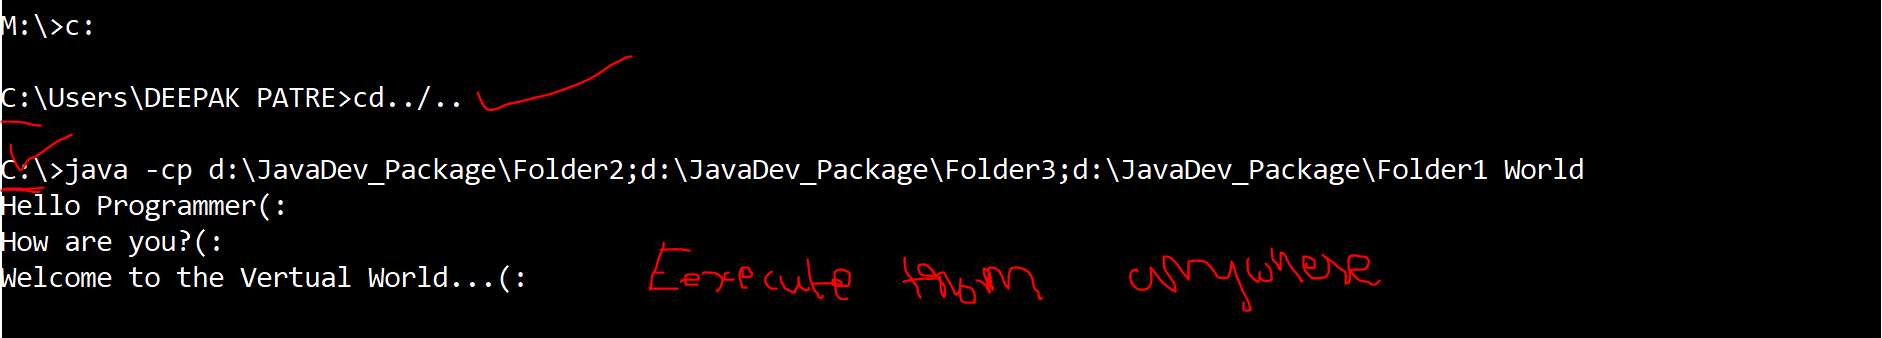 M:\>c:
C:\Users\DEEPAK PATRE>cd../..
C:\>java -cp d:\JavaDev_Package\Folder2;d:\JavaDev_Package\Folder3;d:\JavaDev_Package\Folder1 World
Hello Programmer(:
How are you?(:
Welcome to the Vertual World...(:
Eexecute from anywhere